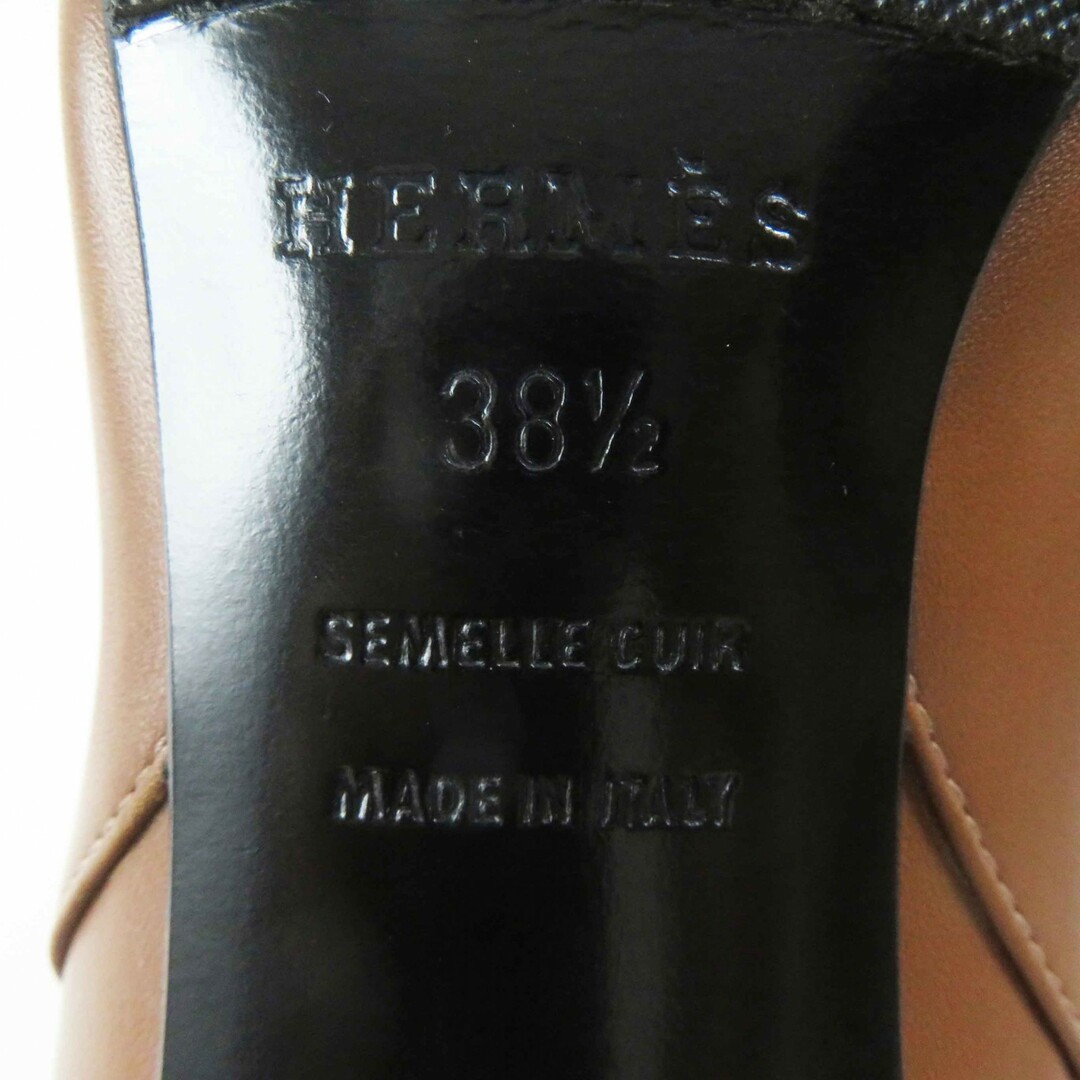 HERMÈS
38½
SEMELLE CUIR
MADE IN ITALY